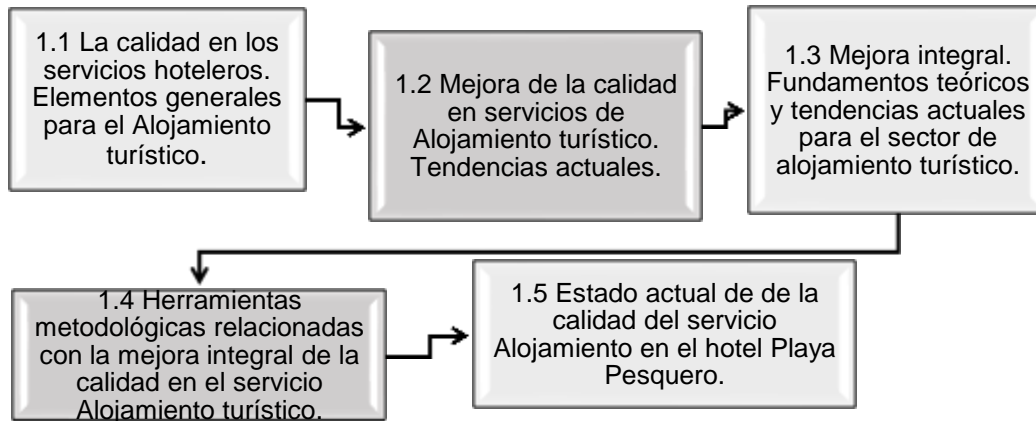 1.1 La calidad en los
servicios hoteleros.
Elementos generales
para el Alojamiento
turístico.
1.2 Mejora de la calidad
en servicios de
Alojamiento turístico.
Tendencias actuales.
1.3 Mejora integral.
Fundamentos teóricos
y tendencias actuales
para el sector de
alojamiento turístico.
1.4 Herramientas
metodológicas relacionadas
con la mejora integral de la
calidad en el servicio
Alojamiento turístico.
1.5 Estado actual de de la
calidad del servicio
Alojamiento en el hotel Playa
Pesquero.